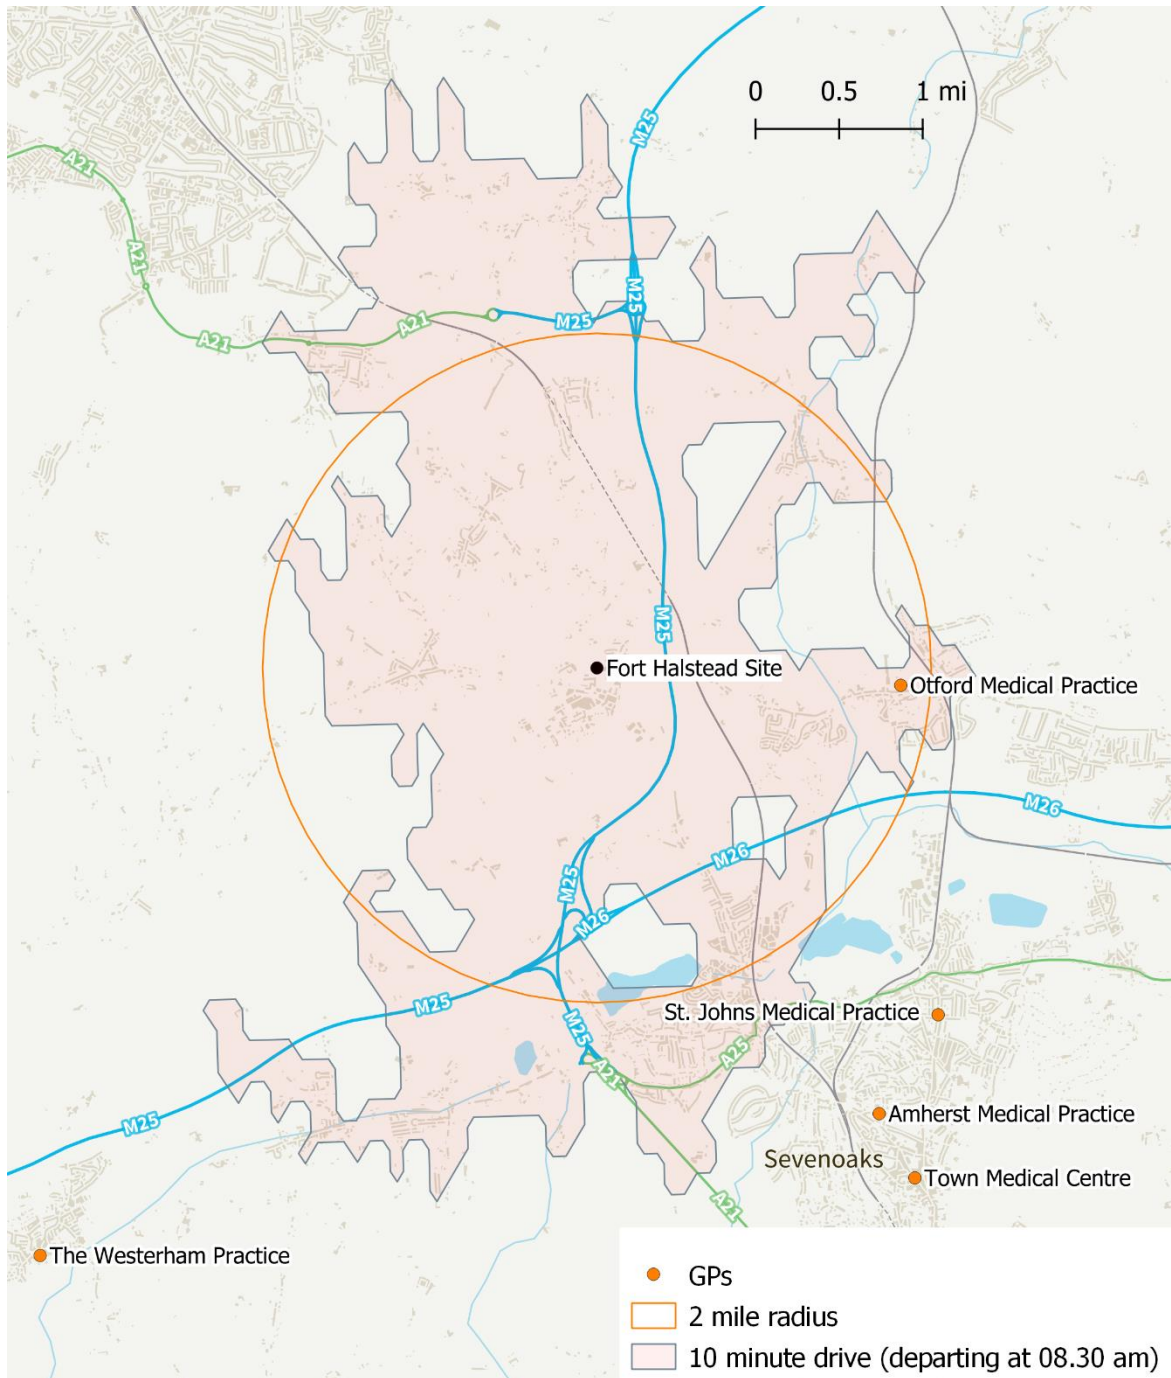 0 0.5 1 mi
M25
A21
A21
M25
A21
M25
A21
M25
Fort Halstead Site
Otford Medical Practice
M26
M26
M25
M26
M25
St. Johns Medical Practice
M25
A25
A21
M25
Amherst Medical Practice
Sevenoaks
Town Medical Centre
A21
The Westerham Practice
GPs
2 mile radius
10 minute drive (departing at 08.30 am)